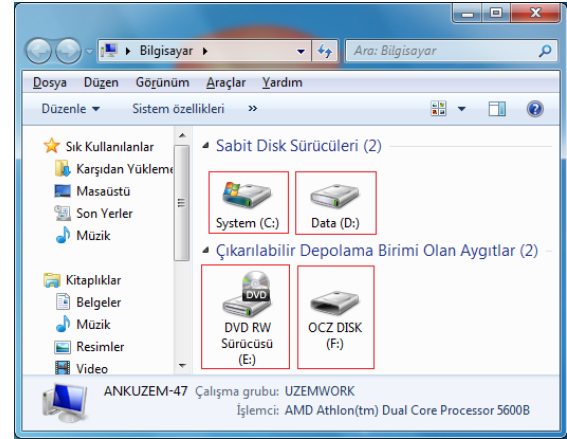 Bilgisayar
Ara: Bilgisayar
Dosya Düzen Görünüm Araçlar Yardım
Düzenle Sistem özellikleri »
Sık Kullanılanlar
Karşıdan Yükleme
Masaüstü
Son Yerler
Müzik
Kitaplıklar
Belgeler
Müzik
Resimler
Video
Sabit Disk Sürücüleri (2)
System (C:)
Data (D:)
Çıkarılabilir Depolama Birimi Olan Aygıtlar (2)
DVD
DVD RW
Sürücüsü
(E:)
OCZ DISK
(F:)
ANKUZEM-47 Çalışma grubu: UZEMWORK
İşlemci: AMD Athlon(tm) Dual Core Processor 5600B